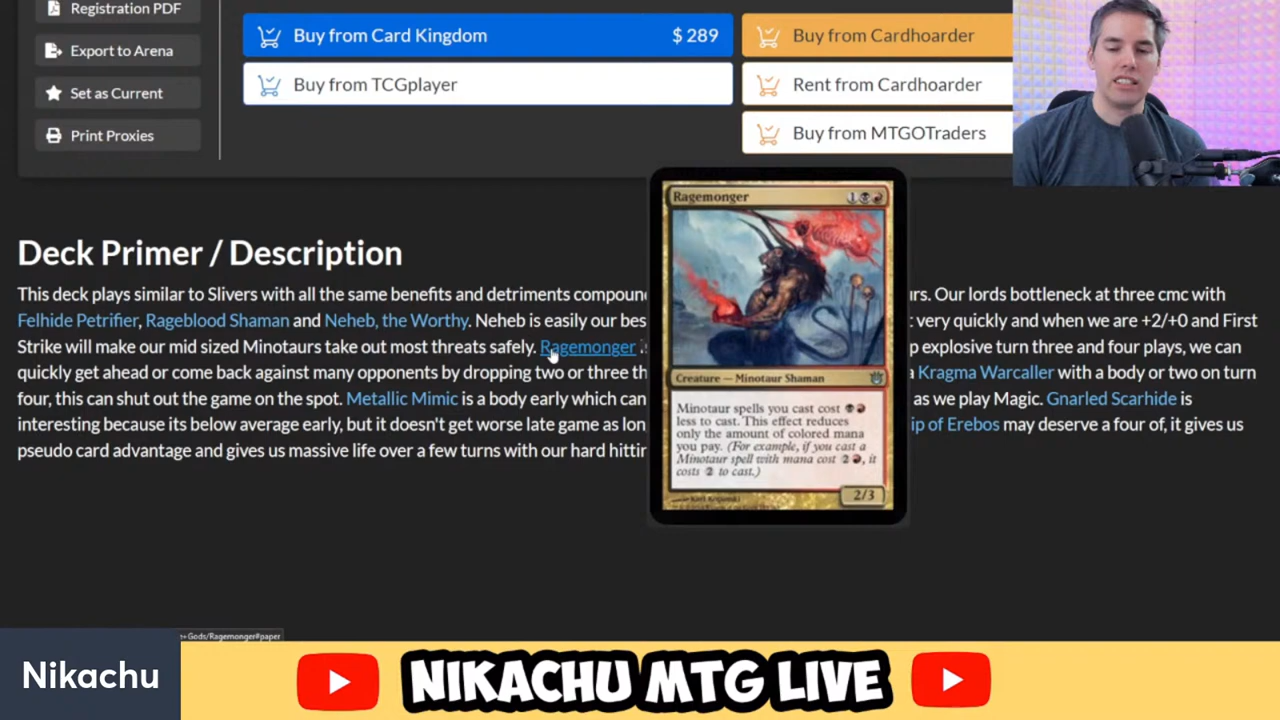 Registration PDF
Export to Arena
Set as Current
Print Proxies
Buy from Card Kingdom $ 289
Buy from TCGplayer
Buy from Cardhoarder
Rent from Cardhoarder
Buy from MTGOTraders
Deck Primer / Description
This deck plays similar to Slivers with all the same benefits and detriments compoun rs. Our lords bottleneck at three cmc with
Felhide Petrifier, Rageblood Shaman and Neheb, the Worthy. Neheb is easily our bes t very quickly and when we are +2/+0 and First
Strike will make our mid sized Minotaurs take out most threats safely. Ragemonger p explosive turn three and four plays, we can
quickly get ahead or come back against many opponents by dropping two or three th a Kragma Warcaller with a body or two on turn
four, this can shut out the game on the spot. Metallic Mimic is a body early which can as we play Magic. Gnarled Scarhide is
interesting because its below average early, but it doesn't get worse late game as lon ip of Erebos may deserve a four of, it gives us
pseudo card advantage and gives us massive life over a few turns with our hard hittir
Ragemonger 1
Creature — Minotaur Shaman
Minotaur spells you cast cost
less to cast. This effect reduces
only the amount of colored mana
you pay. (For example, if you cast a
Minotaur spell with mana cost 2 , it
costs 2 to cast.)
2/3
+Gods/Ragemonger#paper
Nikachu
NIKACHU MTG LIVE